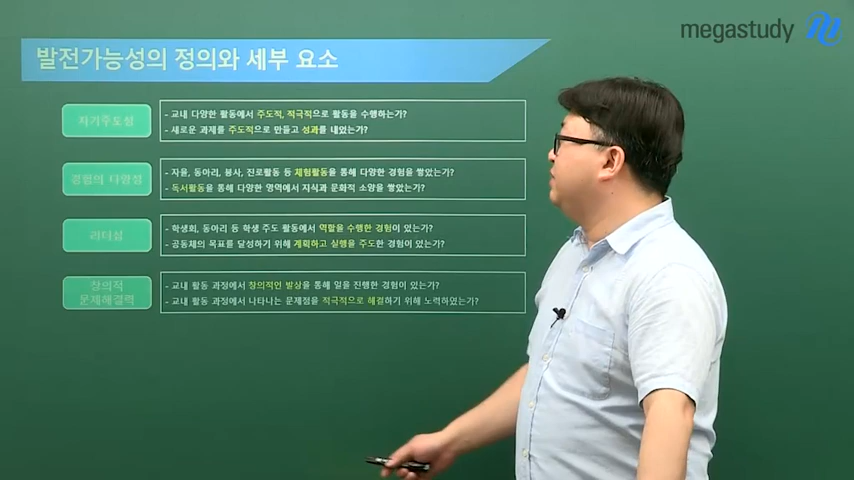 megastudy
발전가능성의 정의와 세부 요소
자기주도성
- 교내 다양한 활동에서 주도적, 적극적으로 활동을 수행하는가?
- 새로운 과제를 주도적으로 만들고 성과를 내었는가?
경험의 다양성
- 자율, 동아리, 봉사, 진로활동 등 체험활동을 통해 다양한 경험을 쌓았는가?
- 독서활동을 통해 다양한 영역에서 지식과 문화적 소양을 쌓았는가?
리더십
- 학생회, 동아리 등 학생 주도 활동에서 역할을 수행한 경험이 있는가?
- 공동체의 목표를 달성하기 위해 계획하고 실행을 주도한 경험이 있는가?
창의적
문제해결력
- 교내 활동 과정에서 창의적인 발상을 통해 일을 진행한 경험이 있는가?
- 교내 활동 과정에서 나타나는 문제점을 적극적으로 해결하기 위해 노력하였는가?